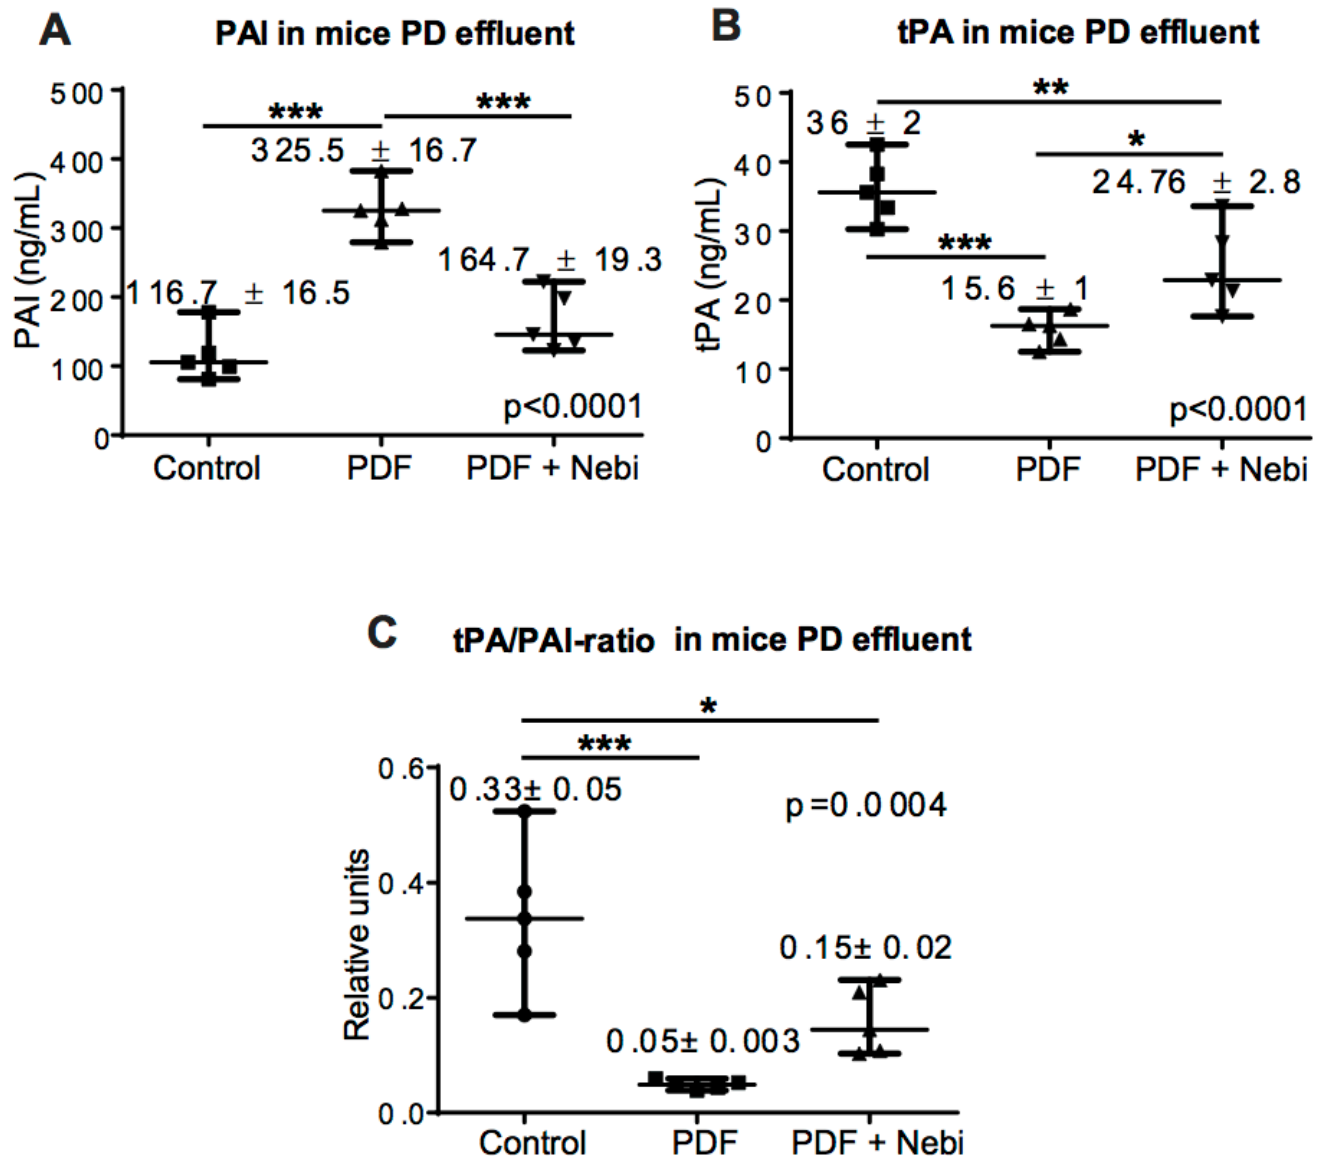 A PAI in mice PD effluent
PAI (ng/mL)
500
400
300
200
100
0
***
***
325.5 ± 16.7
164.7 ± 19.3
116.7 ± 16.5
p<0.0001
Control PDF PDF + Nebi
B tPA in mice PD effluent
tPA (ng/mL)
50
40
30
20
10
0
**
36 ± 2
*
24.76 ± 2.8
***
15.6 ± 1
p<0.0001
Control PDF PDF + Nebi
C tPA/PAI-ratio in mice PD effluent
Relative units
0.6
0.4
0.2
0.0
*
***
0.33± 0.05
p=0.0004
0.15± 0.02
0.05± 0.003
Control PDF PDF + Nebi